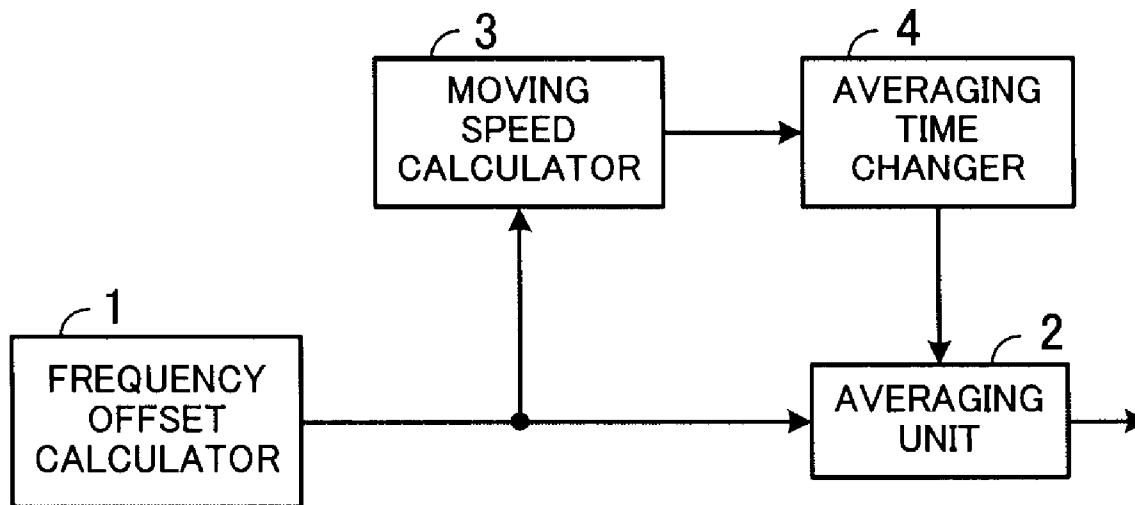 3
MOVING
SPEED
CALCULATOR
4
AVERAGING
TIME
CHANGER
1
FREQUENCY
OFFSET
CALCULATOR
2
AVERAGING
UNIT